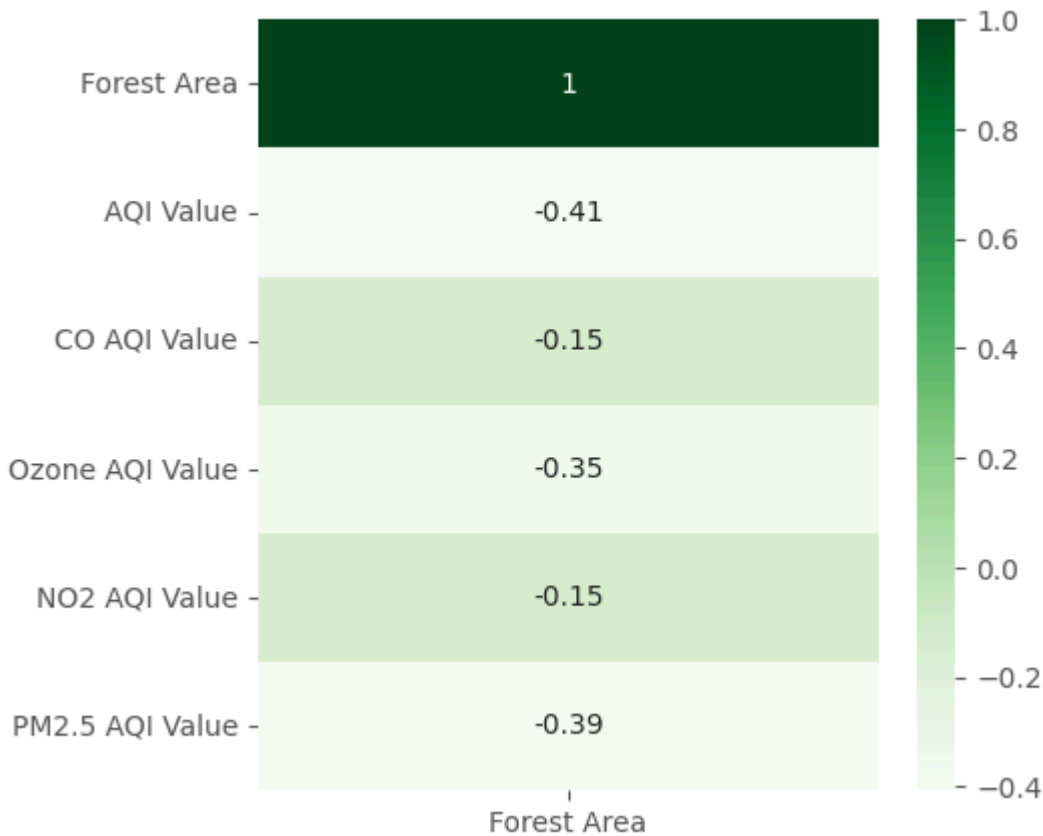 Forest Area
1
AQI Value
-0.41
CO AQI Value
-0.15
Ozone AQI Value
-0.35
NO2 AQI Value
-0.15
PM2.5 AQI Value
-0.39
Forest Area
1.0
0.8
0.6
0.4
0.2
0.0
−0.2
−0.4